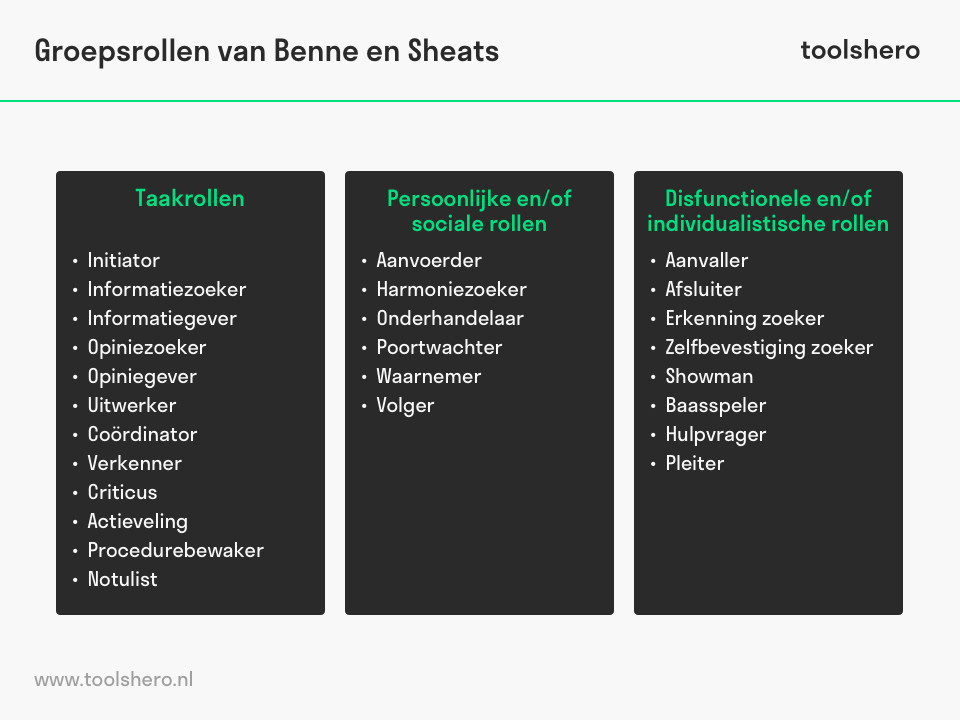 Groepsrollen van Benne en Sheats
toolshero
Taakrollen
• Initiator
• Informatiezoeker
• Informatiegever
• Opiniezoeker
• Opiniegever
• Uitwerker
• Coördinator
• Verkenner
• Criticus
• Actieveling
• Procedurebewaker
• Notulist
Persoonlijke en/of
sociale rollen
• Aanvoerder
• Harmoniezoeker
• Onderhandelaar
• Poortwachter
• Waarnemer
• Volger
Disfunctionele en/of
individualistische rollen
• Aanvaller
• Afsluiter
• Erkenning zoeker
• Zelfbevestiging zoeker
• Showman
• Baasspeler
• Hulpvrager
• Pleiter
www.toolshero.nl